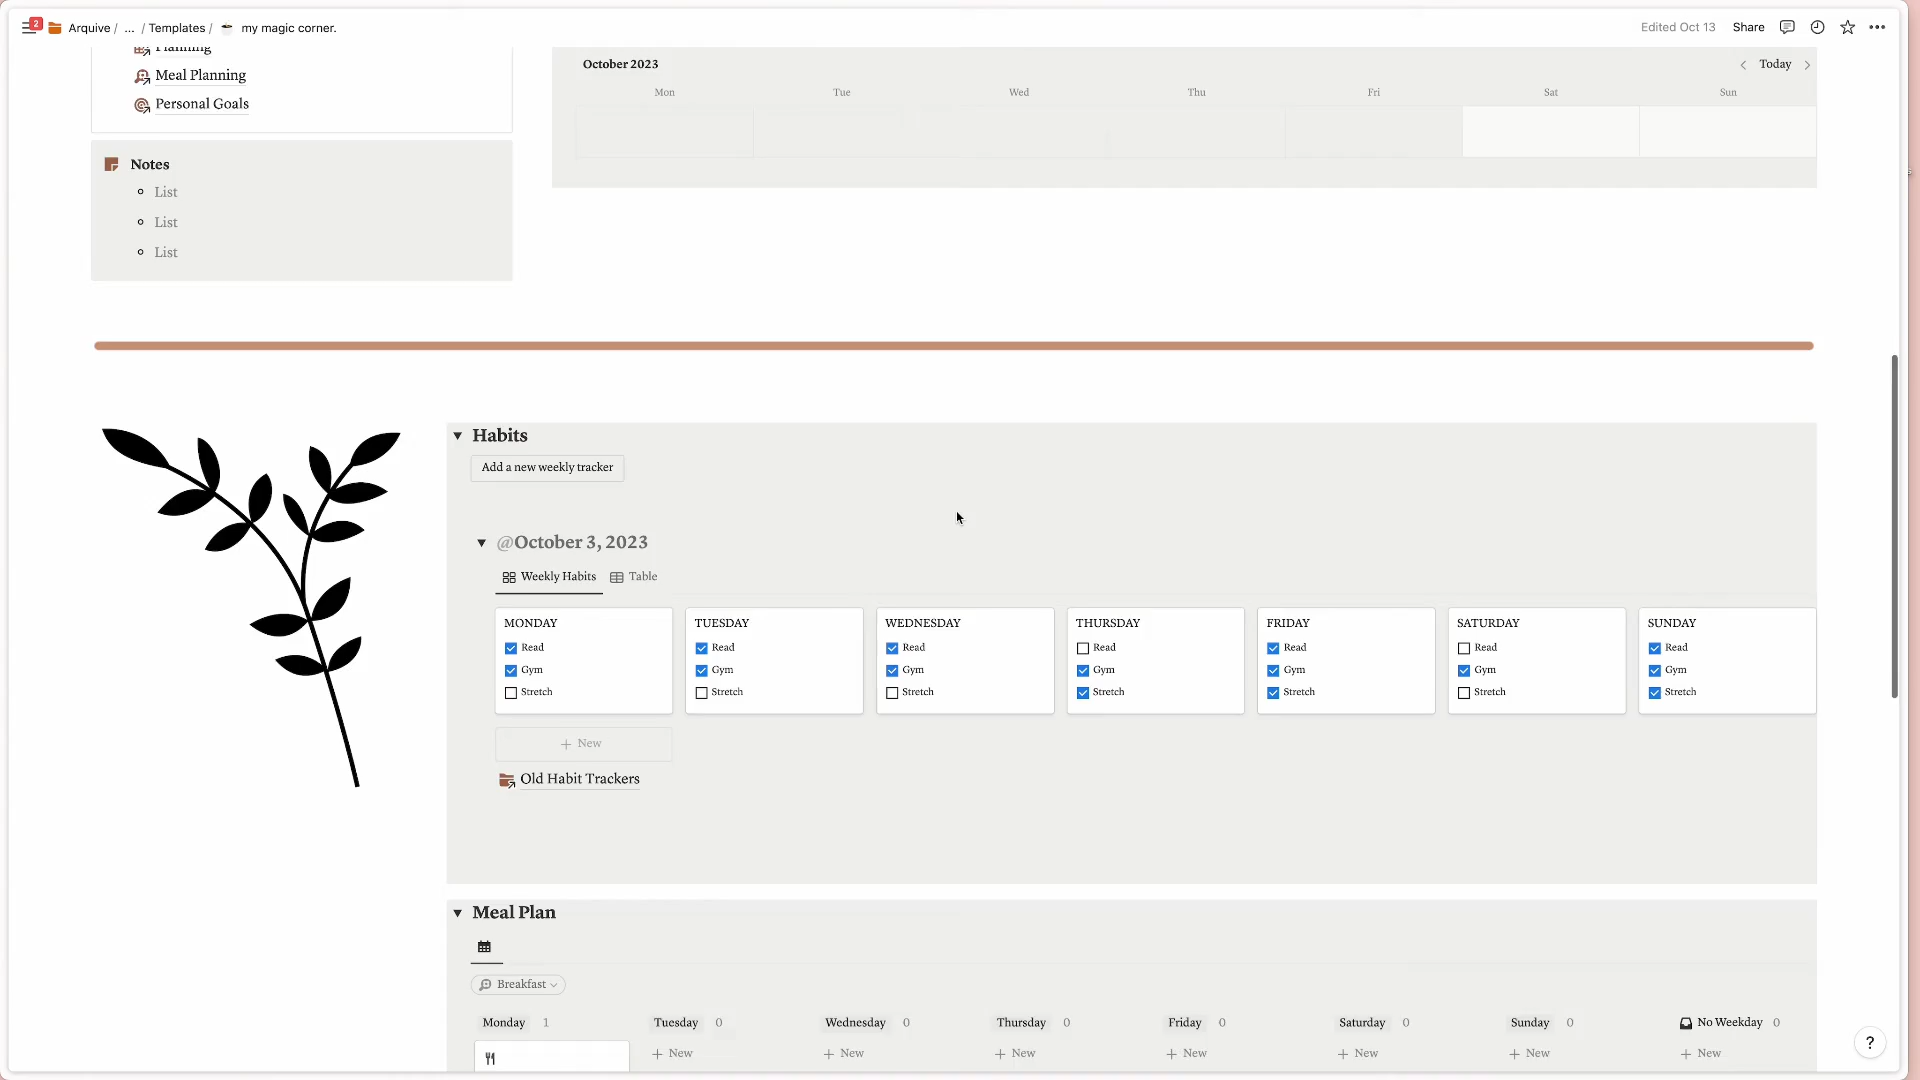 2
Arquive / ... / Templates / my magic corner.
Edited Oct 13 Share
Planning
Meal Planning
Personal Goals
Notes
List
List
List
October 2023
Today
Mon Tue Wed Thu Fri Sat Sun
Habits
Add a new weekly tracker
@October 3, 2023
Weekly Habits Table
MONDAY
Read
Gym
Stretch
TUESDAY
Read
Gym
Stretch
WEDNESDAY
Read
Gym
Stretch
THURSDAY
Read
Gym
Stretch
FRIDAY
Read
Gym
Stretch
SATURDAY
Read
Gym
Stretch
SUNDAY
Read
Gym
Stretch
+ New
Old Habit Trackers
Meal Plan
Breakfast
Monday 1 Tuesday 0 Wednesday 0 Thursday 0 Friday 0 Saturday 0 Sunday 0 No Weekday 0
+ New + New + New + New + New + New + New
?